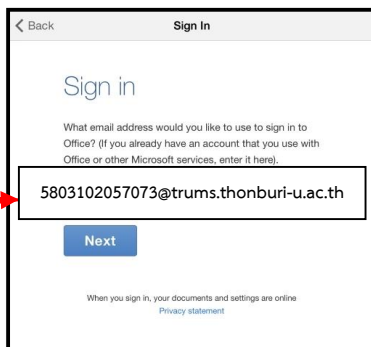 Back
Sign In
Sign in
What email address would you like to use to sign in to
Office? (If you already have an account that you use with
Office or other Microsoft services, enter it here).
5803102057073@trums.thonburi-u.ac.th
Next
When you sign in, your documents and settings are online
Privacy statement